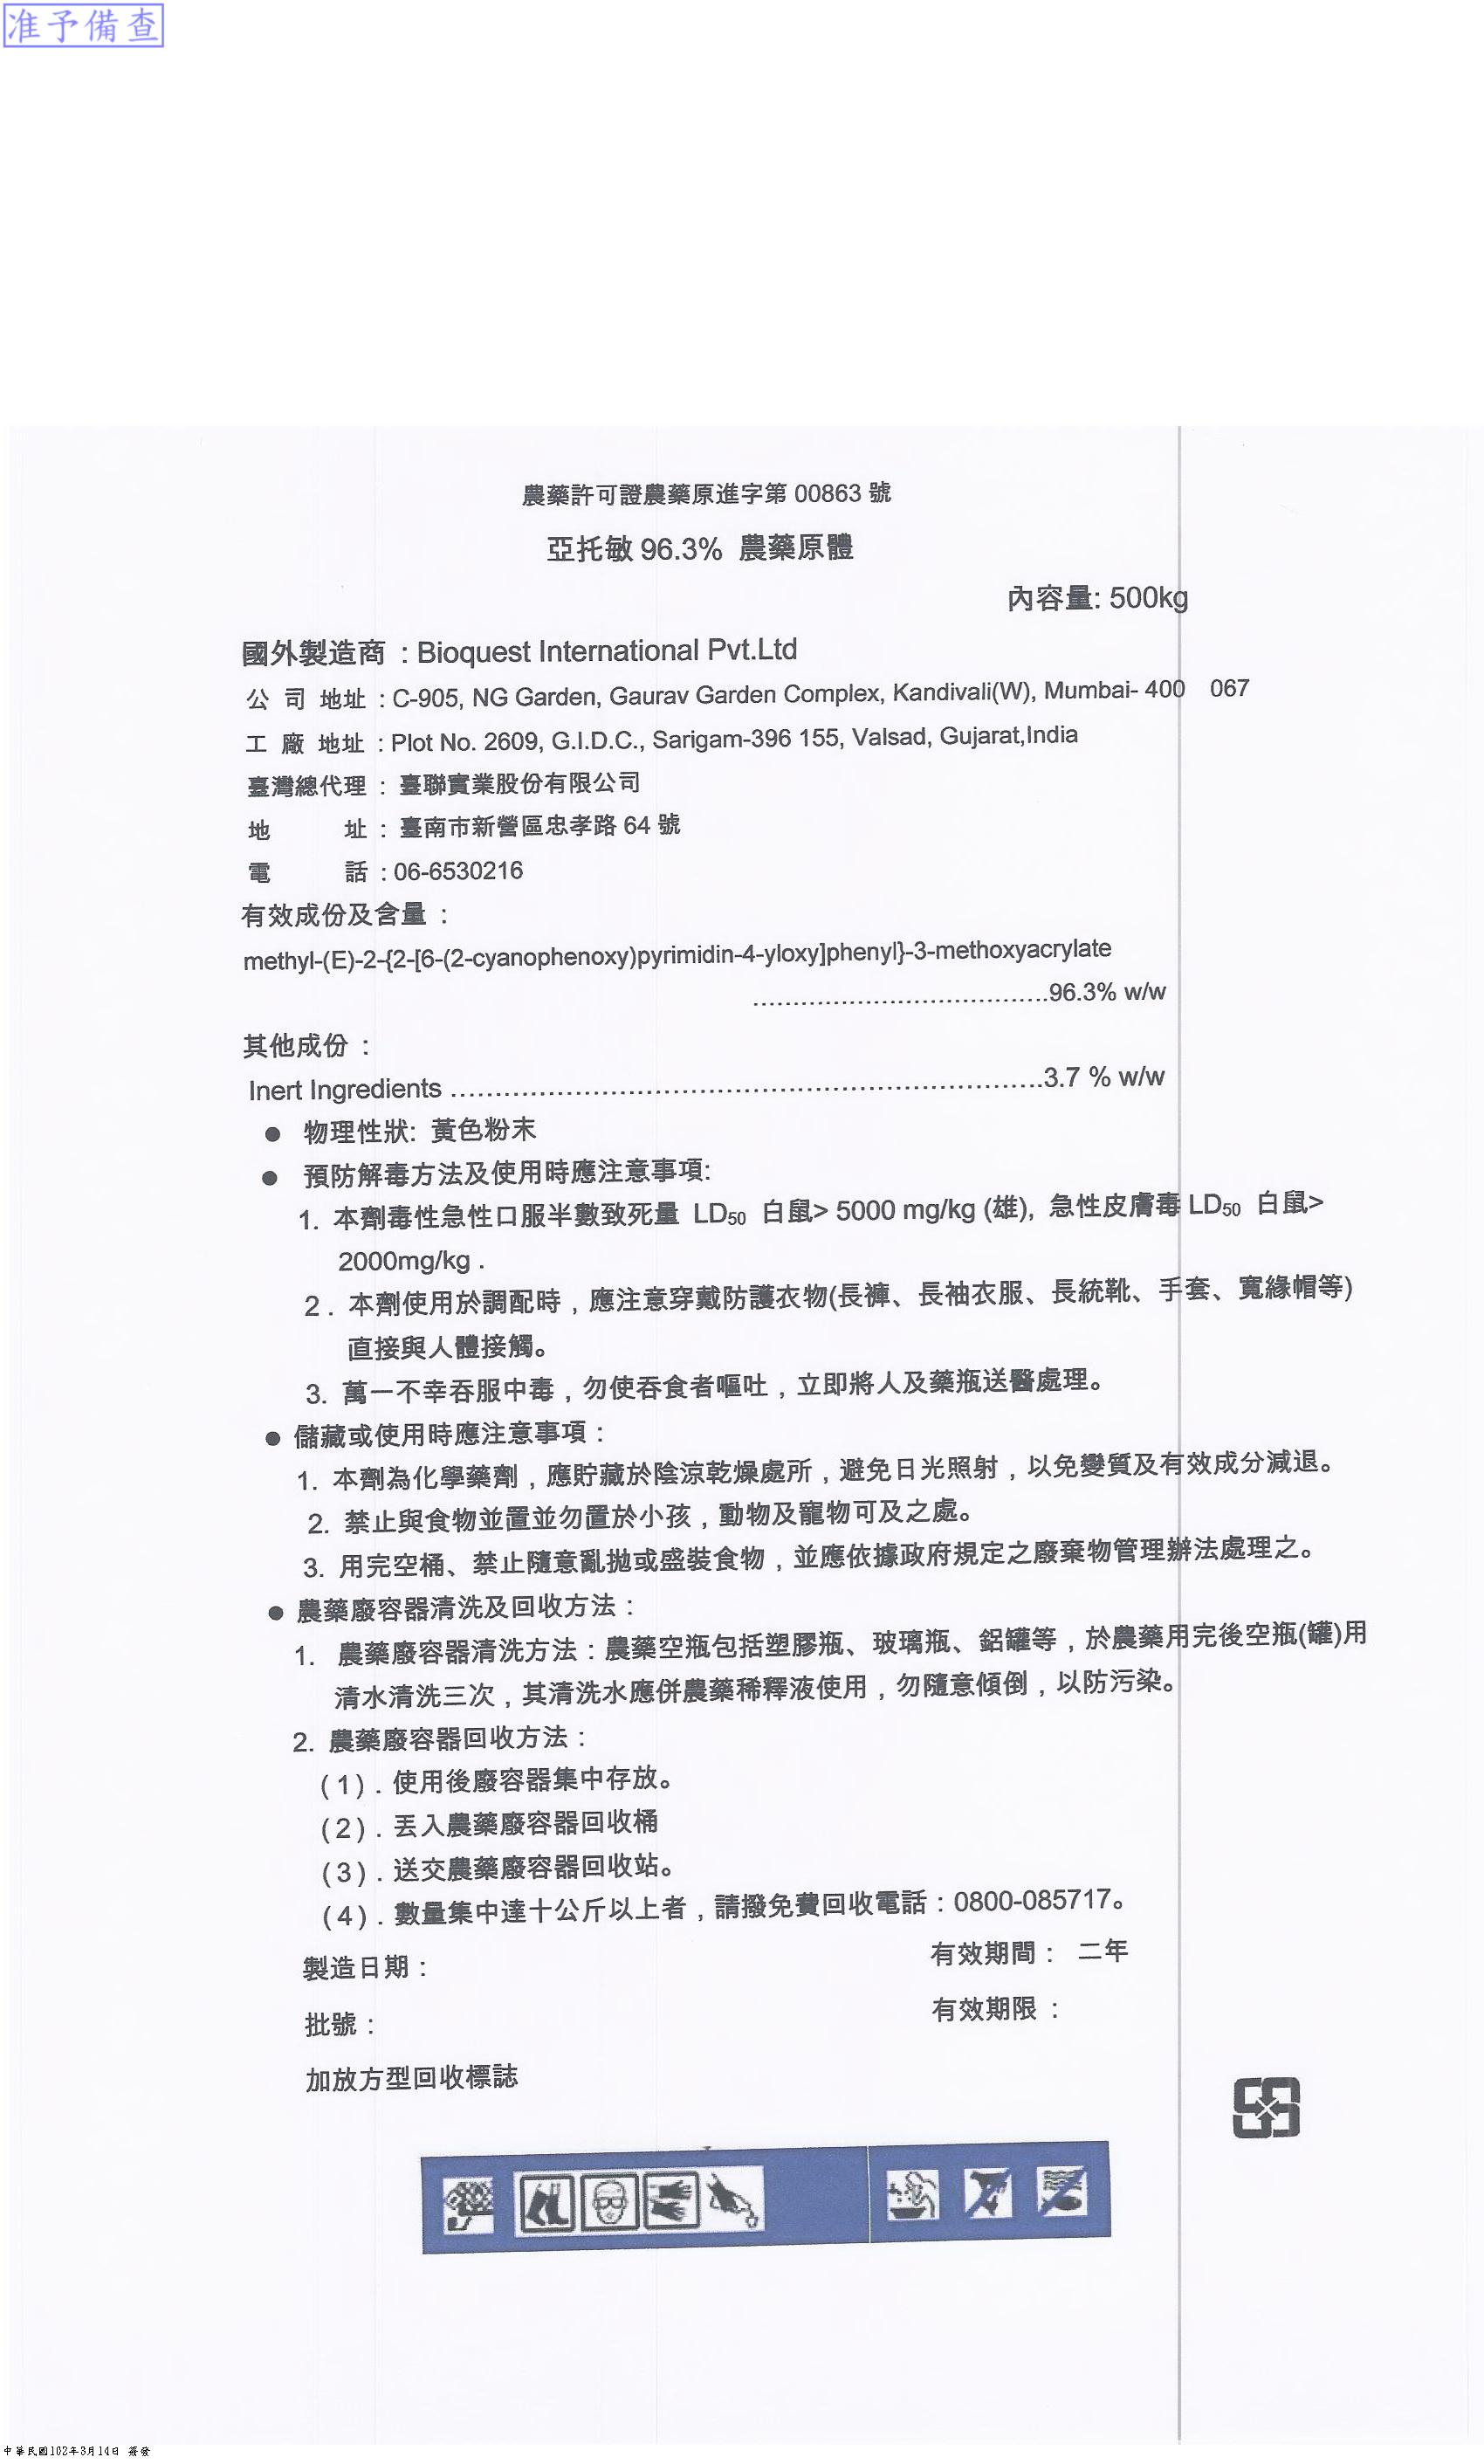 准予備查
農藥許可證農藥原進字第 00863 號
亞托敏 96.3% 農藥原體
內容量: 500kg
國外製造商 : Bioquest International Pvt.Ltd
公 司 地址 : C-905, NG Garden, Gaurav Garden Complex, Kandivali(W), Mumbai- 400 067
工 廠 地址 : Plot No. 2609, G.I.D.C., Sarigam-396 155, Valsad, Gujarat,India
臺灣總代理 : 臺聯實業股份有限公司
地 址 : 臺南市新營區忠孝路 64 號
電 話 : 06-6530216
有效成份及含量 :
methyl-(E)-2-{2-[6-(2-cyanophenoxy)pyrimidin-4-yloxy]phenyl}-3-methoxyacrylate
.....................................96.3% w/w
其他成份 :
Inert Ingredients ..................................................................3.7 % w/w
● 物理性狀: 黃色粉末
● 預防解毒方法及使用時應注意事項:
1. 本劑毒性急性口服半數致死量 LD₅₀ 白鼠> 5000 mg/kg (雄), 急性皮膚毒 LD₅₀ 白鼠>
2000mg/kg .
2 . 本劑使用於調配時，應注意穿戴防護衣物(長褲、長袖衣服、長統靴、手套、寬緣帽等)
直接與人體接觸。
3. 萬一不幸吞服中毒，勿使吞食者嘔吐，立即將人及藥瓶送醫處理。
● 儲藏或使用時應注意事項：
1. 本劑為化學藥劑，應貯藏於陰涼乾燥處所，避免日光照射，以免變質及有效成分減退。
2. 禁止與食物並置並勿置於小孩，動物及寵物可及之處。
3. 用完空桶、禁止隨意亂拋或盛裝食物，並應依據政府規定之廢棄物管理辦法處理之。
● 農藥廢容器清洗及回收方法：
1. 農藥廢容器清洗方法：農藥空瓶包括塑膠瓶、玻璃瓶、鋁罐等，於農藥用完後空瓶(罐)用
清水清洗三次，其清洗水應併農藥稀釋液使用，勿隨意傾倒，以防污染。
2. 農藥廢容器回收方法：
(1). 使用後廢容器集中存放。
(2). 丟入農藥廢容器回收桶
(3). 送交農藥廢容器回收站。
(4). 數量集中達十公斤以上者，請撥免費回收電話：0800-085717。
製造日期： 有效期間： 二年
批號： 有效期限 ：
加放方型回收標誌
中華民國102年3月14日 簽發